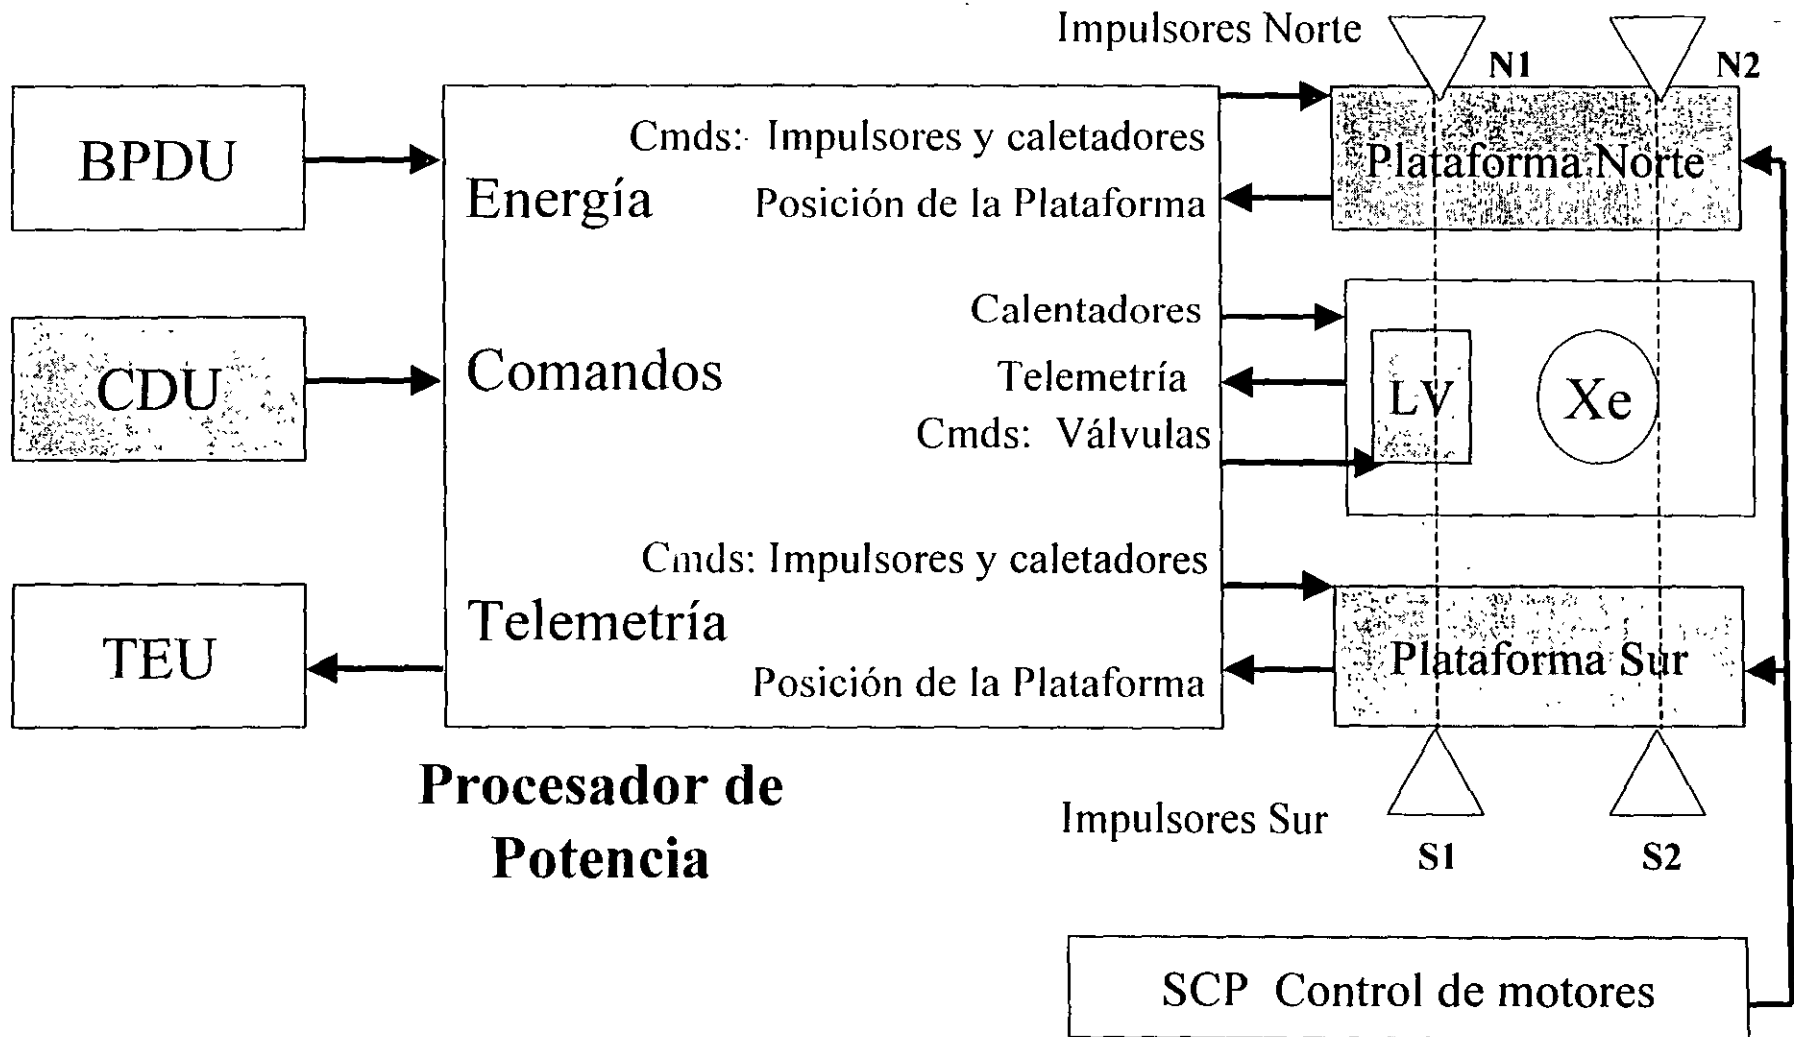 Impulsores Norte
N1
N2
BPDU
Cmds: Impulsores y caletadores
Plataforma Norte
Energía
Posición de la Plataforma
Calentadores
CDU
Comandos
Telemetría
LV
Xe
Cmds: Válvulas
Cmds: Impulsores y caletadores
Telemetría
TEU
Plataforma Sur
Posición de la Plataforma
Procesador de
Potencia
Impulsores Sur
S1
S2
SCP Control de motores